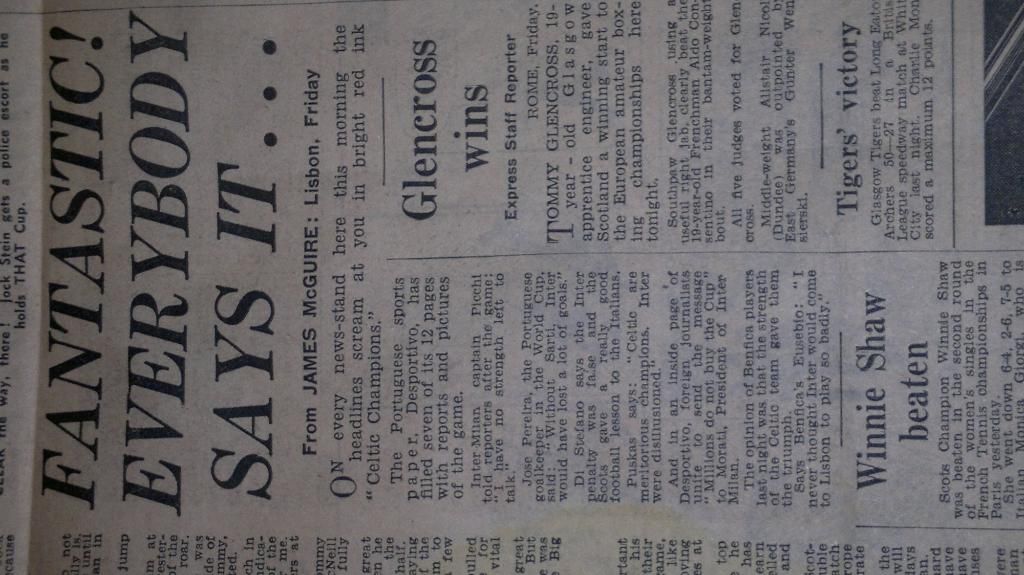 CLEAR the way, there! Jock Stein gets a police escort as he
holds THAT Cup.
FANTASTIC!
EVERYBODY
SAYS IT....
From JAMES McGUIRE: Lisbon, Friday
ON every news-stand here this morning the
headlines scream at you in bright red ink
“Celtic Champions.”
The Portuguese sports
paper, Desportivo, has
filled seven of its 12 pages
with reports and pictures
of the game.
Inter Milan captain Picchi
told reporters after the game:
“I have no strength left to
talk.”
Jose Pereira, the Portuguese
goalkeeper in the World Cup,
said: “Without Sarti, Inter
would have lost a lot of goals.”
Di Stefano says the Inter
penalty was false and the
Scots gave a really good
football lesson to the Italians.
Puskas says: “Celtic are
meritorious champions. Inter
were disillusioned”
And in an inside page of
Desportivo, foreign journalists
unite to send the message
“Millions do not buy the Cup”
to Morati, President of Inter
Milan.
The opinion of Benfica players
last night was that the strength
of the Celtic team gave them
the triumph.
Says Benfica's Eusebio: “I
never thought Inter would come
to Lisbon to play so badly.”
Winnie Shaw
beaten
Scots Champion Winnie Shaw
was beaten in the second round
of the women's singles in the
French Tennis championships in
Paris yesterday.
She went down 6-4, 2-6, 7-5 to
Italian Monica Giorgi, who is
Glencross
wins
Express Staff Reporter
ROME, Friday.
TOMMY GLENCROSS, 19-
year-old Glasgow
apprentice engineer, gave
Scotland a winning start to
the European amateur box-
ing championships here
tonight.
Southpaw Glencross using a
useful right jab, clearly beat the
19-year-old Frenchman Aldo Con-
sentino in their bantam-weight
bout.
All five judges voted for Glen-
cross.
Middle-weight Alistair Nicoll
(Dundee) was outpointed by
East Germany's Gunter Wen-
sierski.
Tigers' victory
Glasgow Tigers beat Long Eaton
Archers 50—27 in a British
League speedway match at White
City last night. Charlie Monk
scored a maximum 12 points.